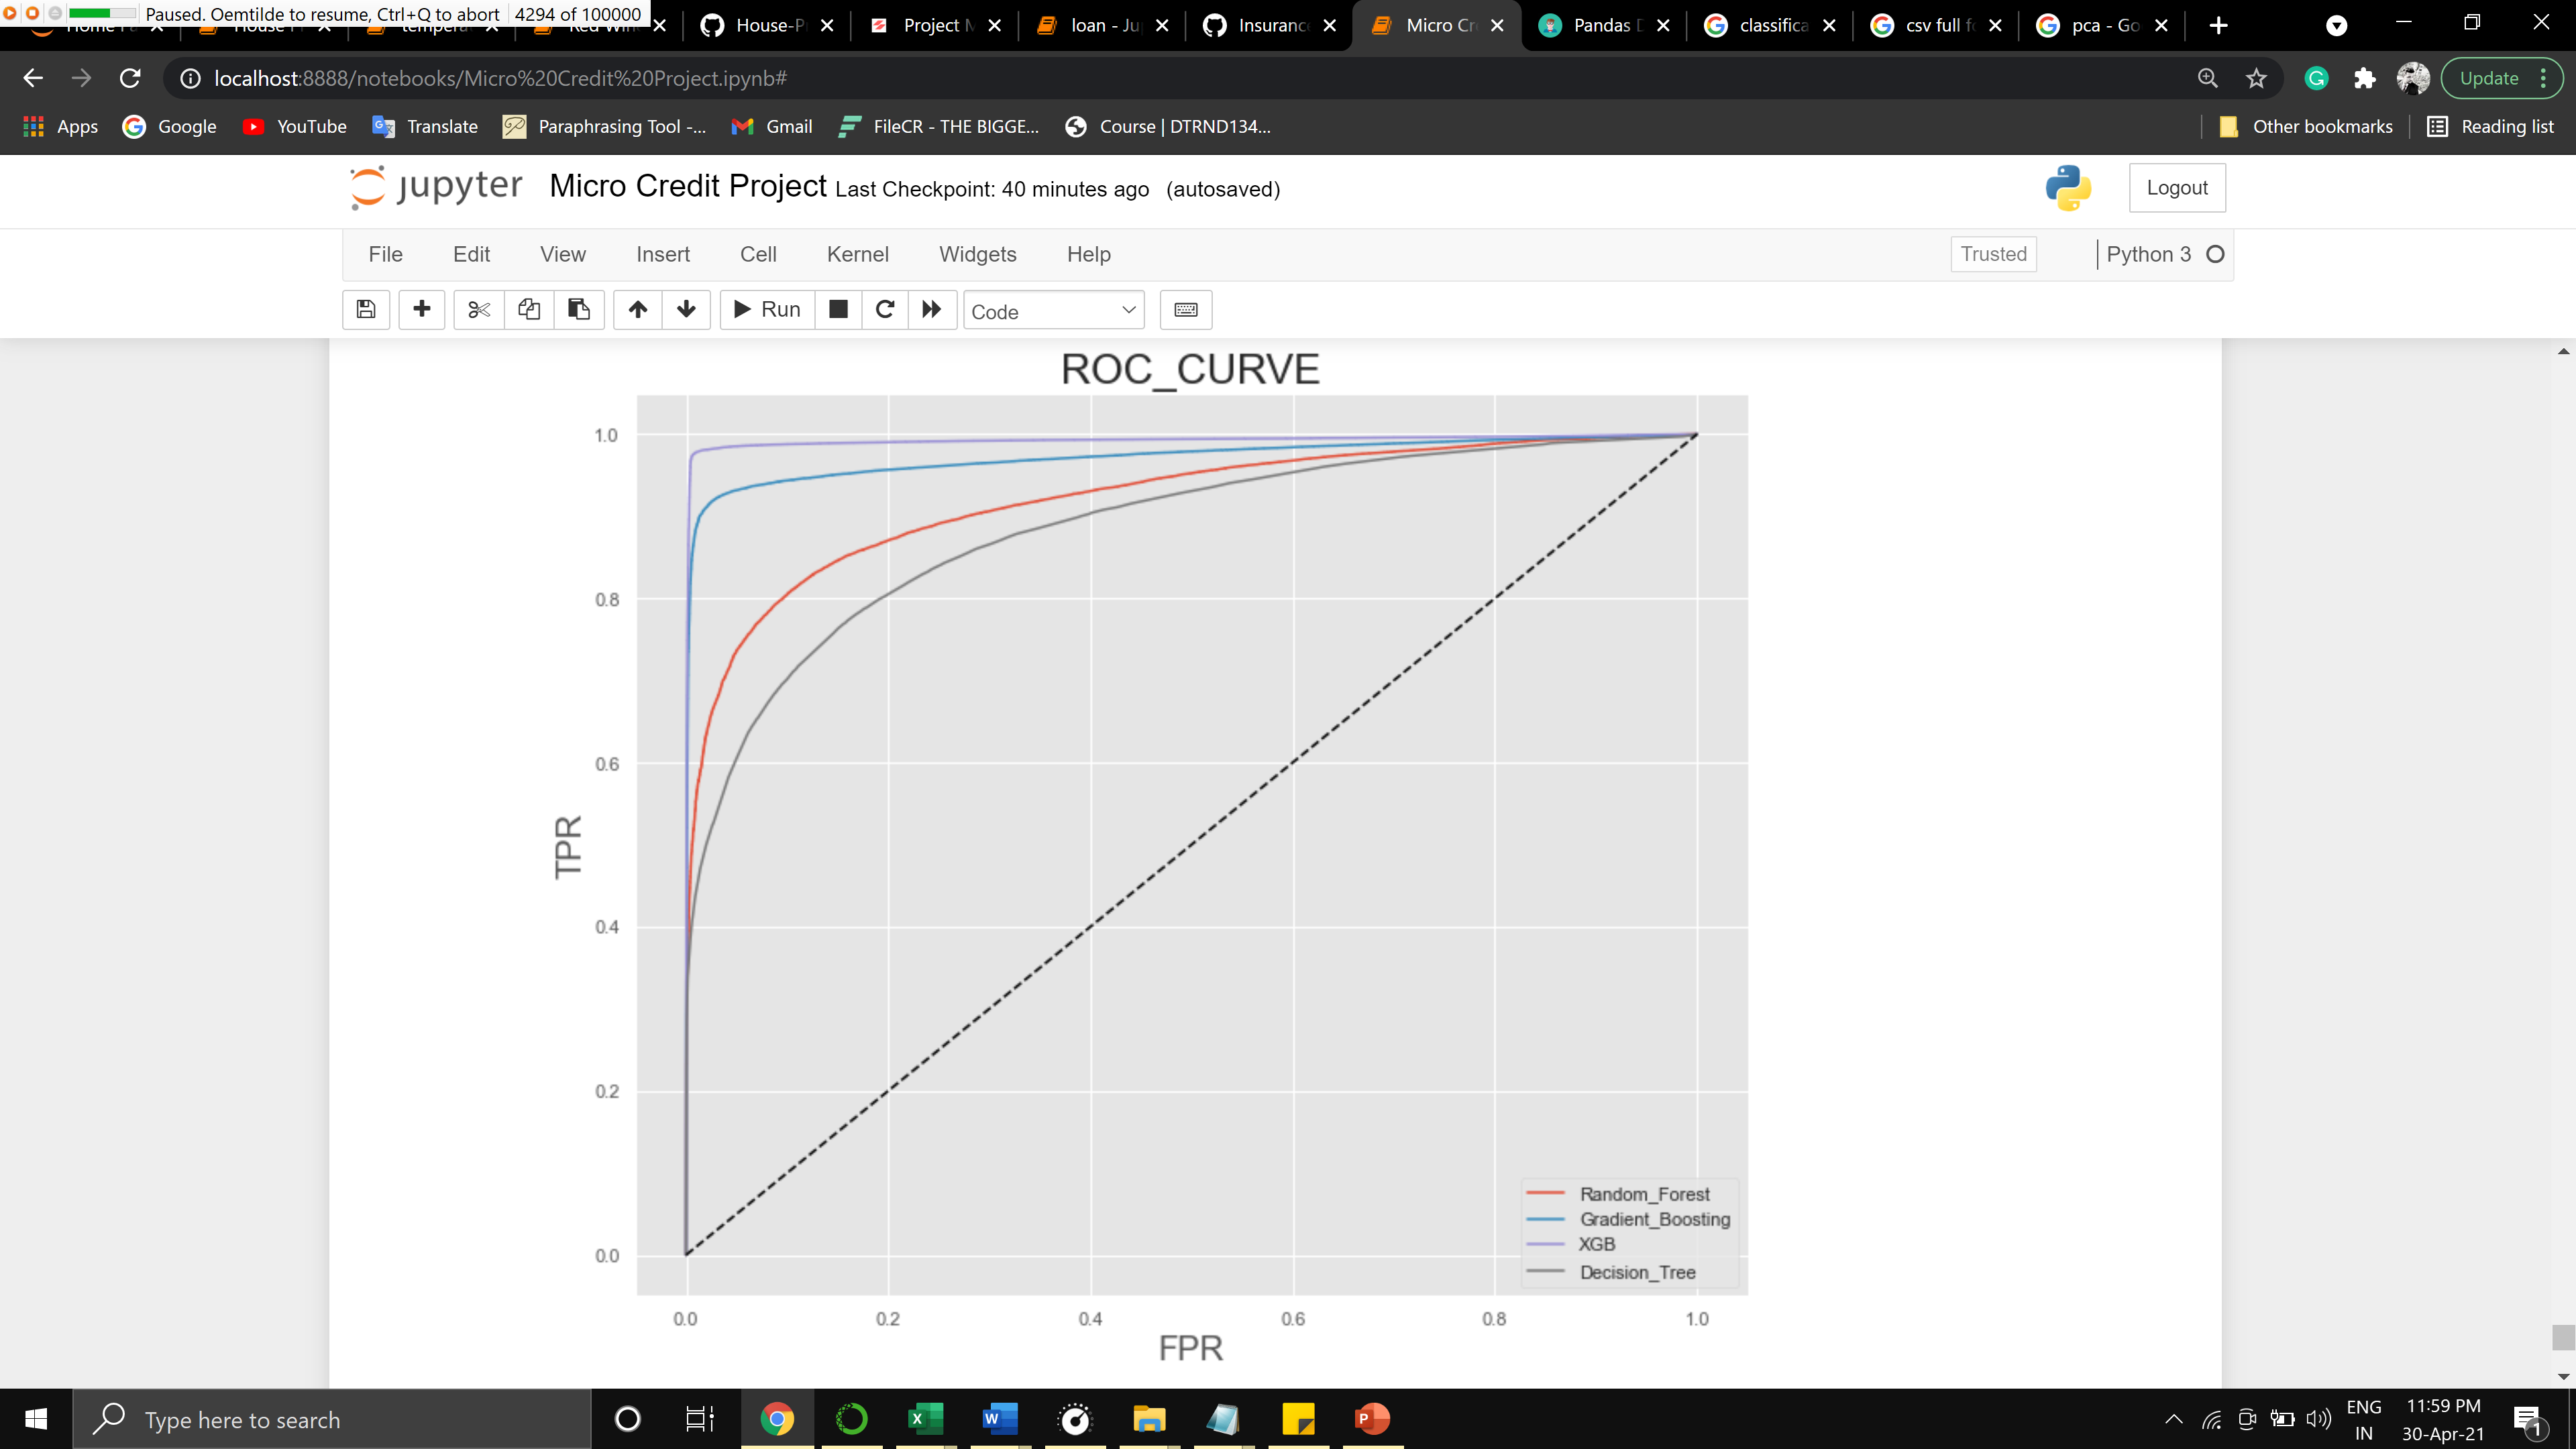 Paused. Oemtilde to resume, Ctrl+Q to abort 4294 of 100000
House-P Project M loan - Ju Insurance Micro Cr Pandas D classifica csv full f pca - Go
localhost:8888/notebooks/Micro%20Credit%20Project.ipynb# Update
Apps Google YouTube Translate Paraphrasing Tool -... Gmail FileCR - THE BIGGE... Course | DTRND134... Other bookmarks Reading list
jupyter Micro Credit Project Last Checkpoint: 40 minutes ago (autosaved) Logout
File Edit View Insert Cell Kernel Widgets Help Trusted Python 3
Run Code
ROC_CURVE
1.0
0.8
0.6
TPR
0.4
0.2
0.0
Random_Forest
Gradient_Boosting
XGB
Decision_Tree
0.0 0.2 0.4 0.6 0.8 1.0
FPR
Type here to search
ENG 11:59 PM
IN 30-Apr-21 1